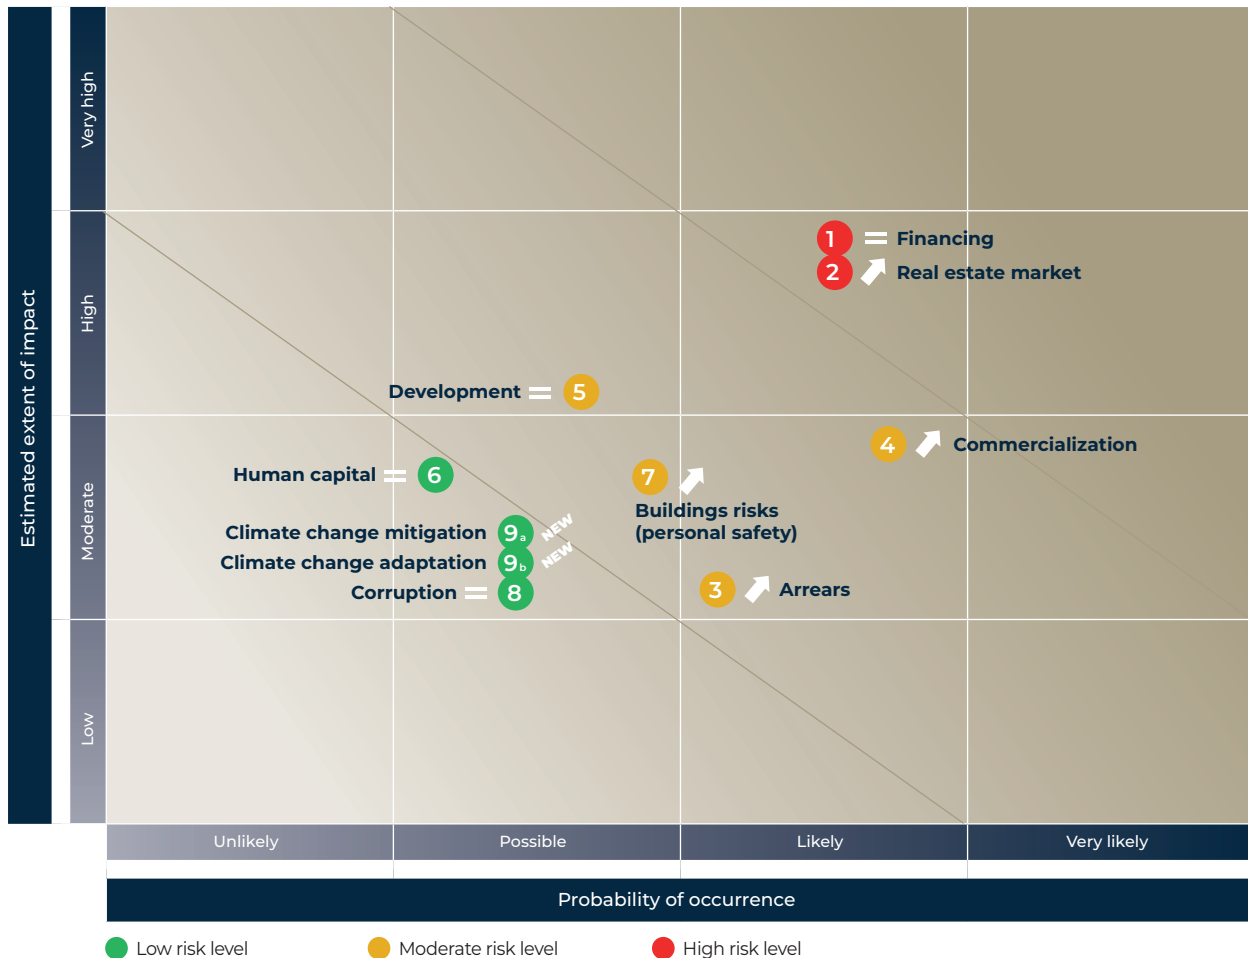 Estimated extent of impact
Very high
High
Moderate
Low
1 = Financing
2 Real estate market
Development = 5
4 Commercialization
Human capital = 6
7
Buildings risks
(personal safety)
Climate change mitigation 9a NEW
Climate change adaptation 9b NEW
Corruption = 8
3 Arrears
Unlikely
Possible
Likely
Very likely
Probability of occurrence
Low risk level
Moderate risk level
High risk level